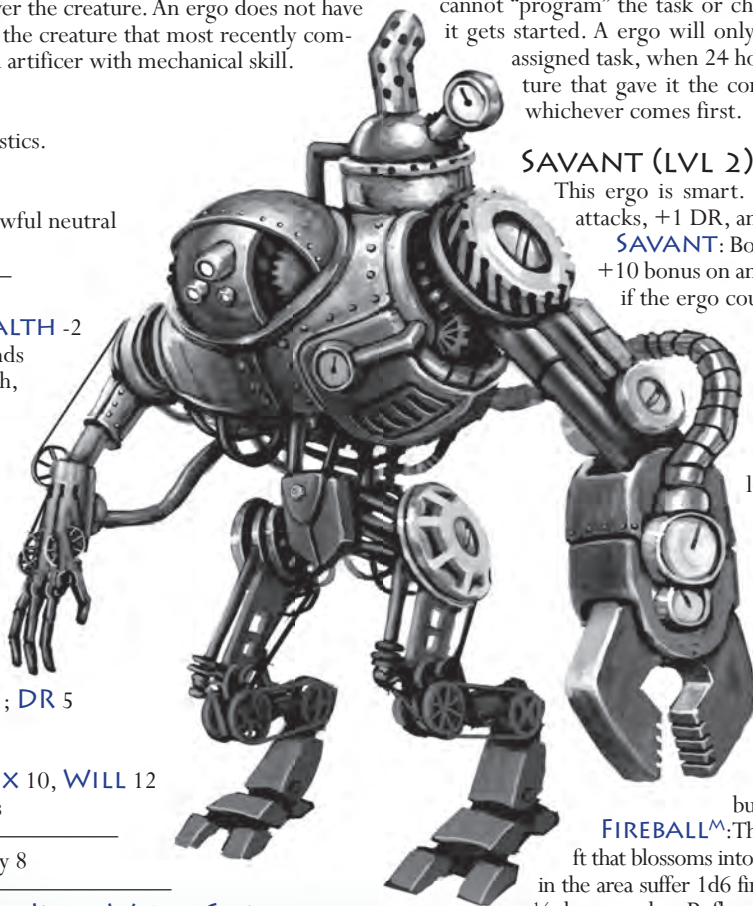 ver the creature. An ergo does not have
the creature that most recently com-
artificer with mechanical skill.
stics.
wful neutral
ALTH -2
nds
h,
; DR 5
X 10, WILL 12
s
y 8
cannot “program” the task or ch
it gets started. A ergo will only
assigned task, when 24 ho
ture that gave it the co
whichever comes first.
SAVANT (LVL 2)
This ergo is smart.
attacks, +1 DR, an
SAVANT: Bo
+10 bonus on an
if the ergo cou
l
bu
FIREBALLᴹ:Th
ft that blossoms into
in the area suffer 1d6 fi